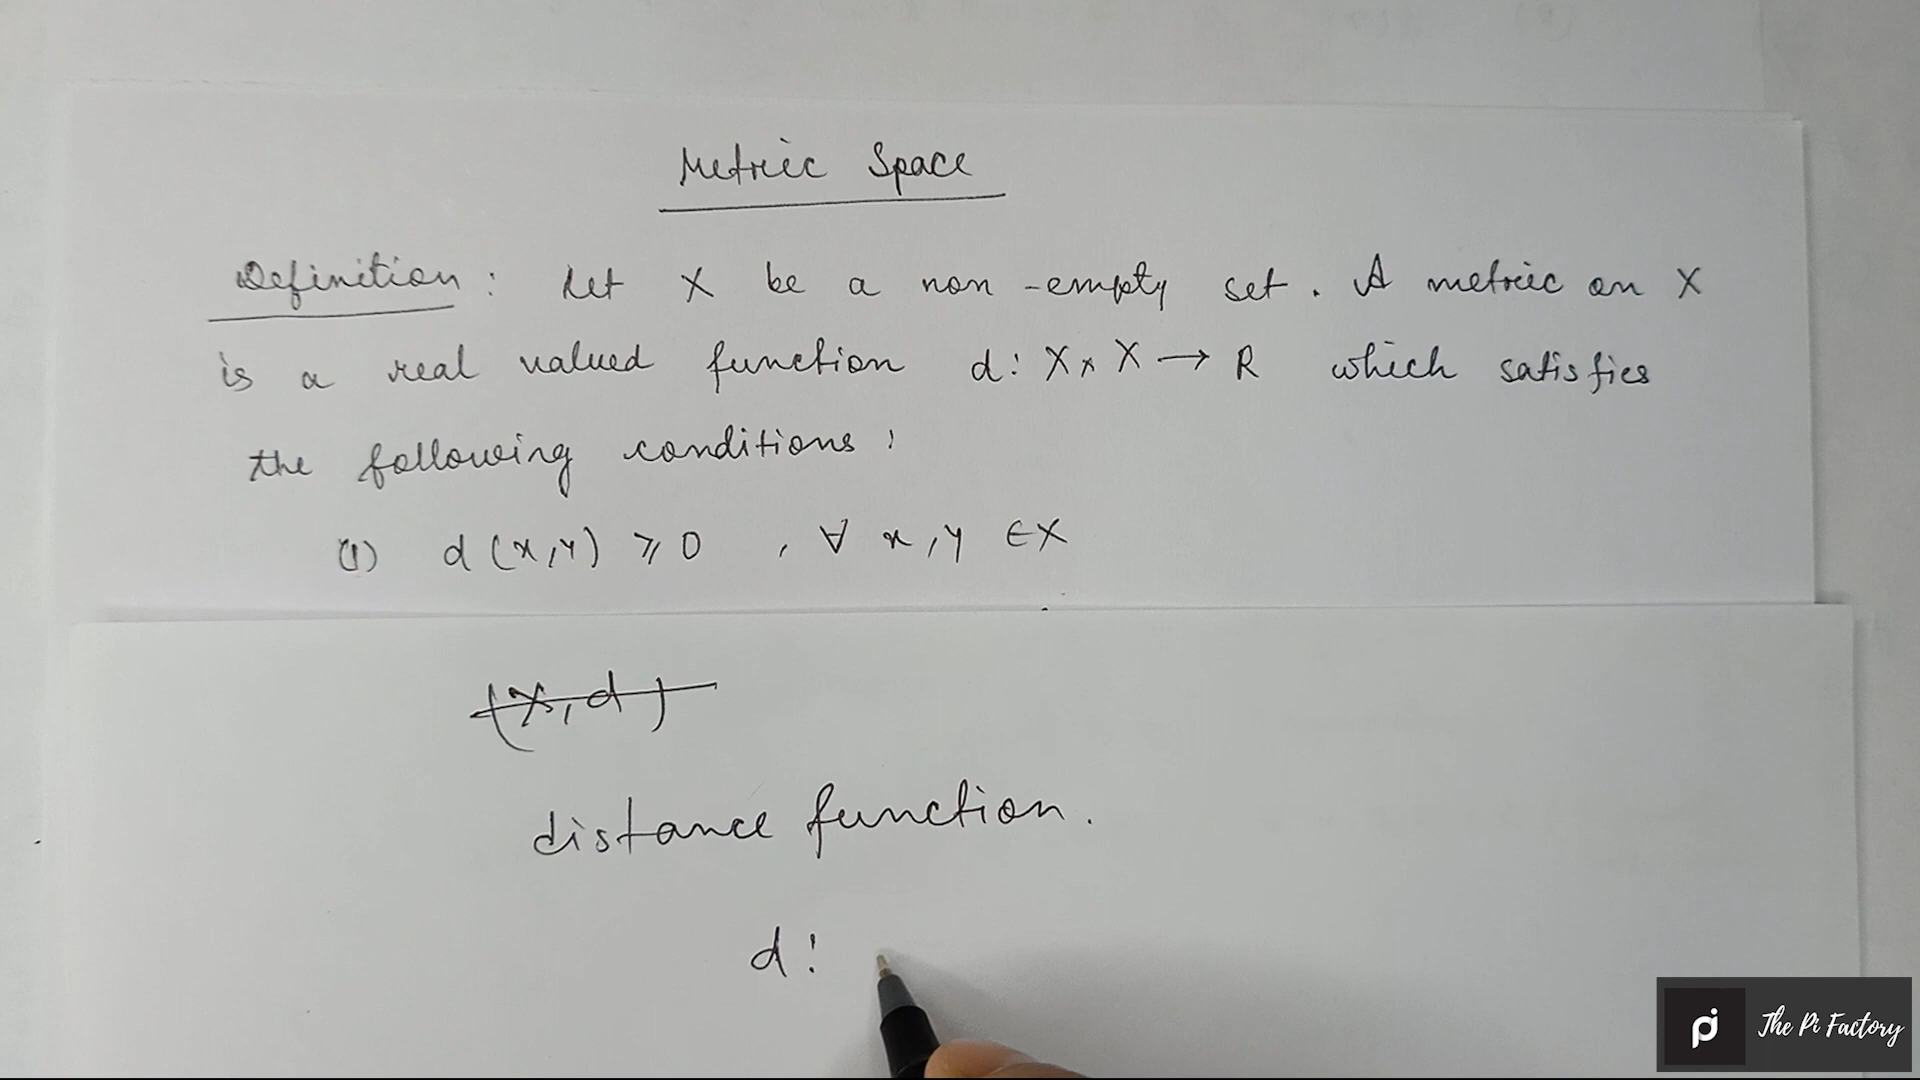 Metric Space
Definition : Let X be a non-empty set. A metric on X
is a real valued function d: X x X → R which satisfies
the following conditions :
(1) d(x,y) ⩾ 0 , ∀ x,y ∈ X
(X,d)
distance function.
d:
pi The Pi Factory